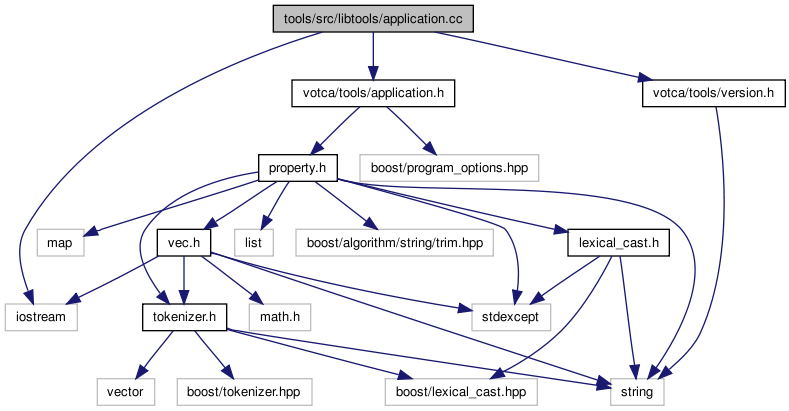 tools/src/libtools/application.cc
votca/tools/application.h
votca/tools/version.h
property.h
boost/program_options.hpp
map
vec.h
list
boost/algorithm/string/trim.hpp
lexical_cast.h
iostream
tokenizer.h
math.h
stdexcept
vector
boost/tokenizer.hpp
boost/lexical_cast.hpp
string